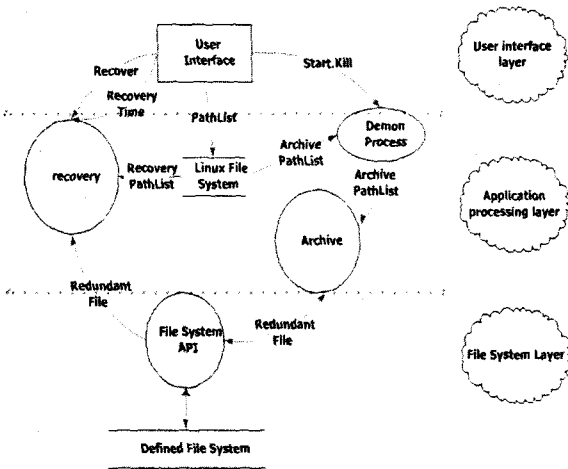 User
Interface
User interface
layer
Recover
Start.Kill
Recovery
Time
PathList
Demon
Process
Archive
PathList
recovery
Recovery
PathList
Linux File
System
Archive
PathList
Application
processing layer
Archive
Redundant
File
File System
API
Redundant
File
File System Layer
Defined File System